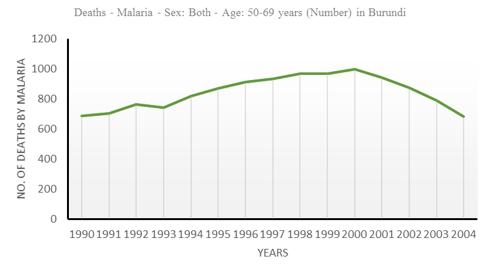 Deaths - Malaria - Sex: Both - Age: 50-69 years (Number) in Burundi
1200
1000
800
600
400
200
0
NO. OF DEATHS BY MALARIA
1990 1991 1992 1993 1994 1995 1996 1997 1998 1999 2000 2001 2002 2003 2004
YEARS